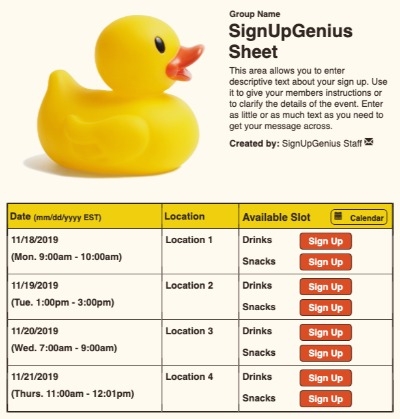 Group Name
SignUpGenius
Sheet
This area allows you to enter
descriptive text about your sign up. Use
it to give your members instructions or
to clarify the details of the event. Enter
as little or as much text as you need to
get your message across.
Created by: SignUpGenius Staff
Date (mm/dd/yyyy EST) Location Available Slot Calendar
11/18/2019 Location 1 Drinks Sign Up
(Mon. 9:00am - 10:00am) Snacks Sign Up
11/19/2019 Location 2 Drinks Sign Up
(Tue. 1:00pm - 3:00pm) Snacks Sign Up
11/20/2019 Location 3 Drinks Sign Up
(Wed. 7:00am - 9:00am) Snacks Sign Up
11/21/2019 Location 4 Drinks Sign Up
(Thurs. 11:00am - 12:01pm) Snacks Sign Up